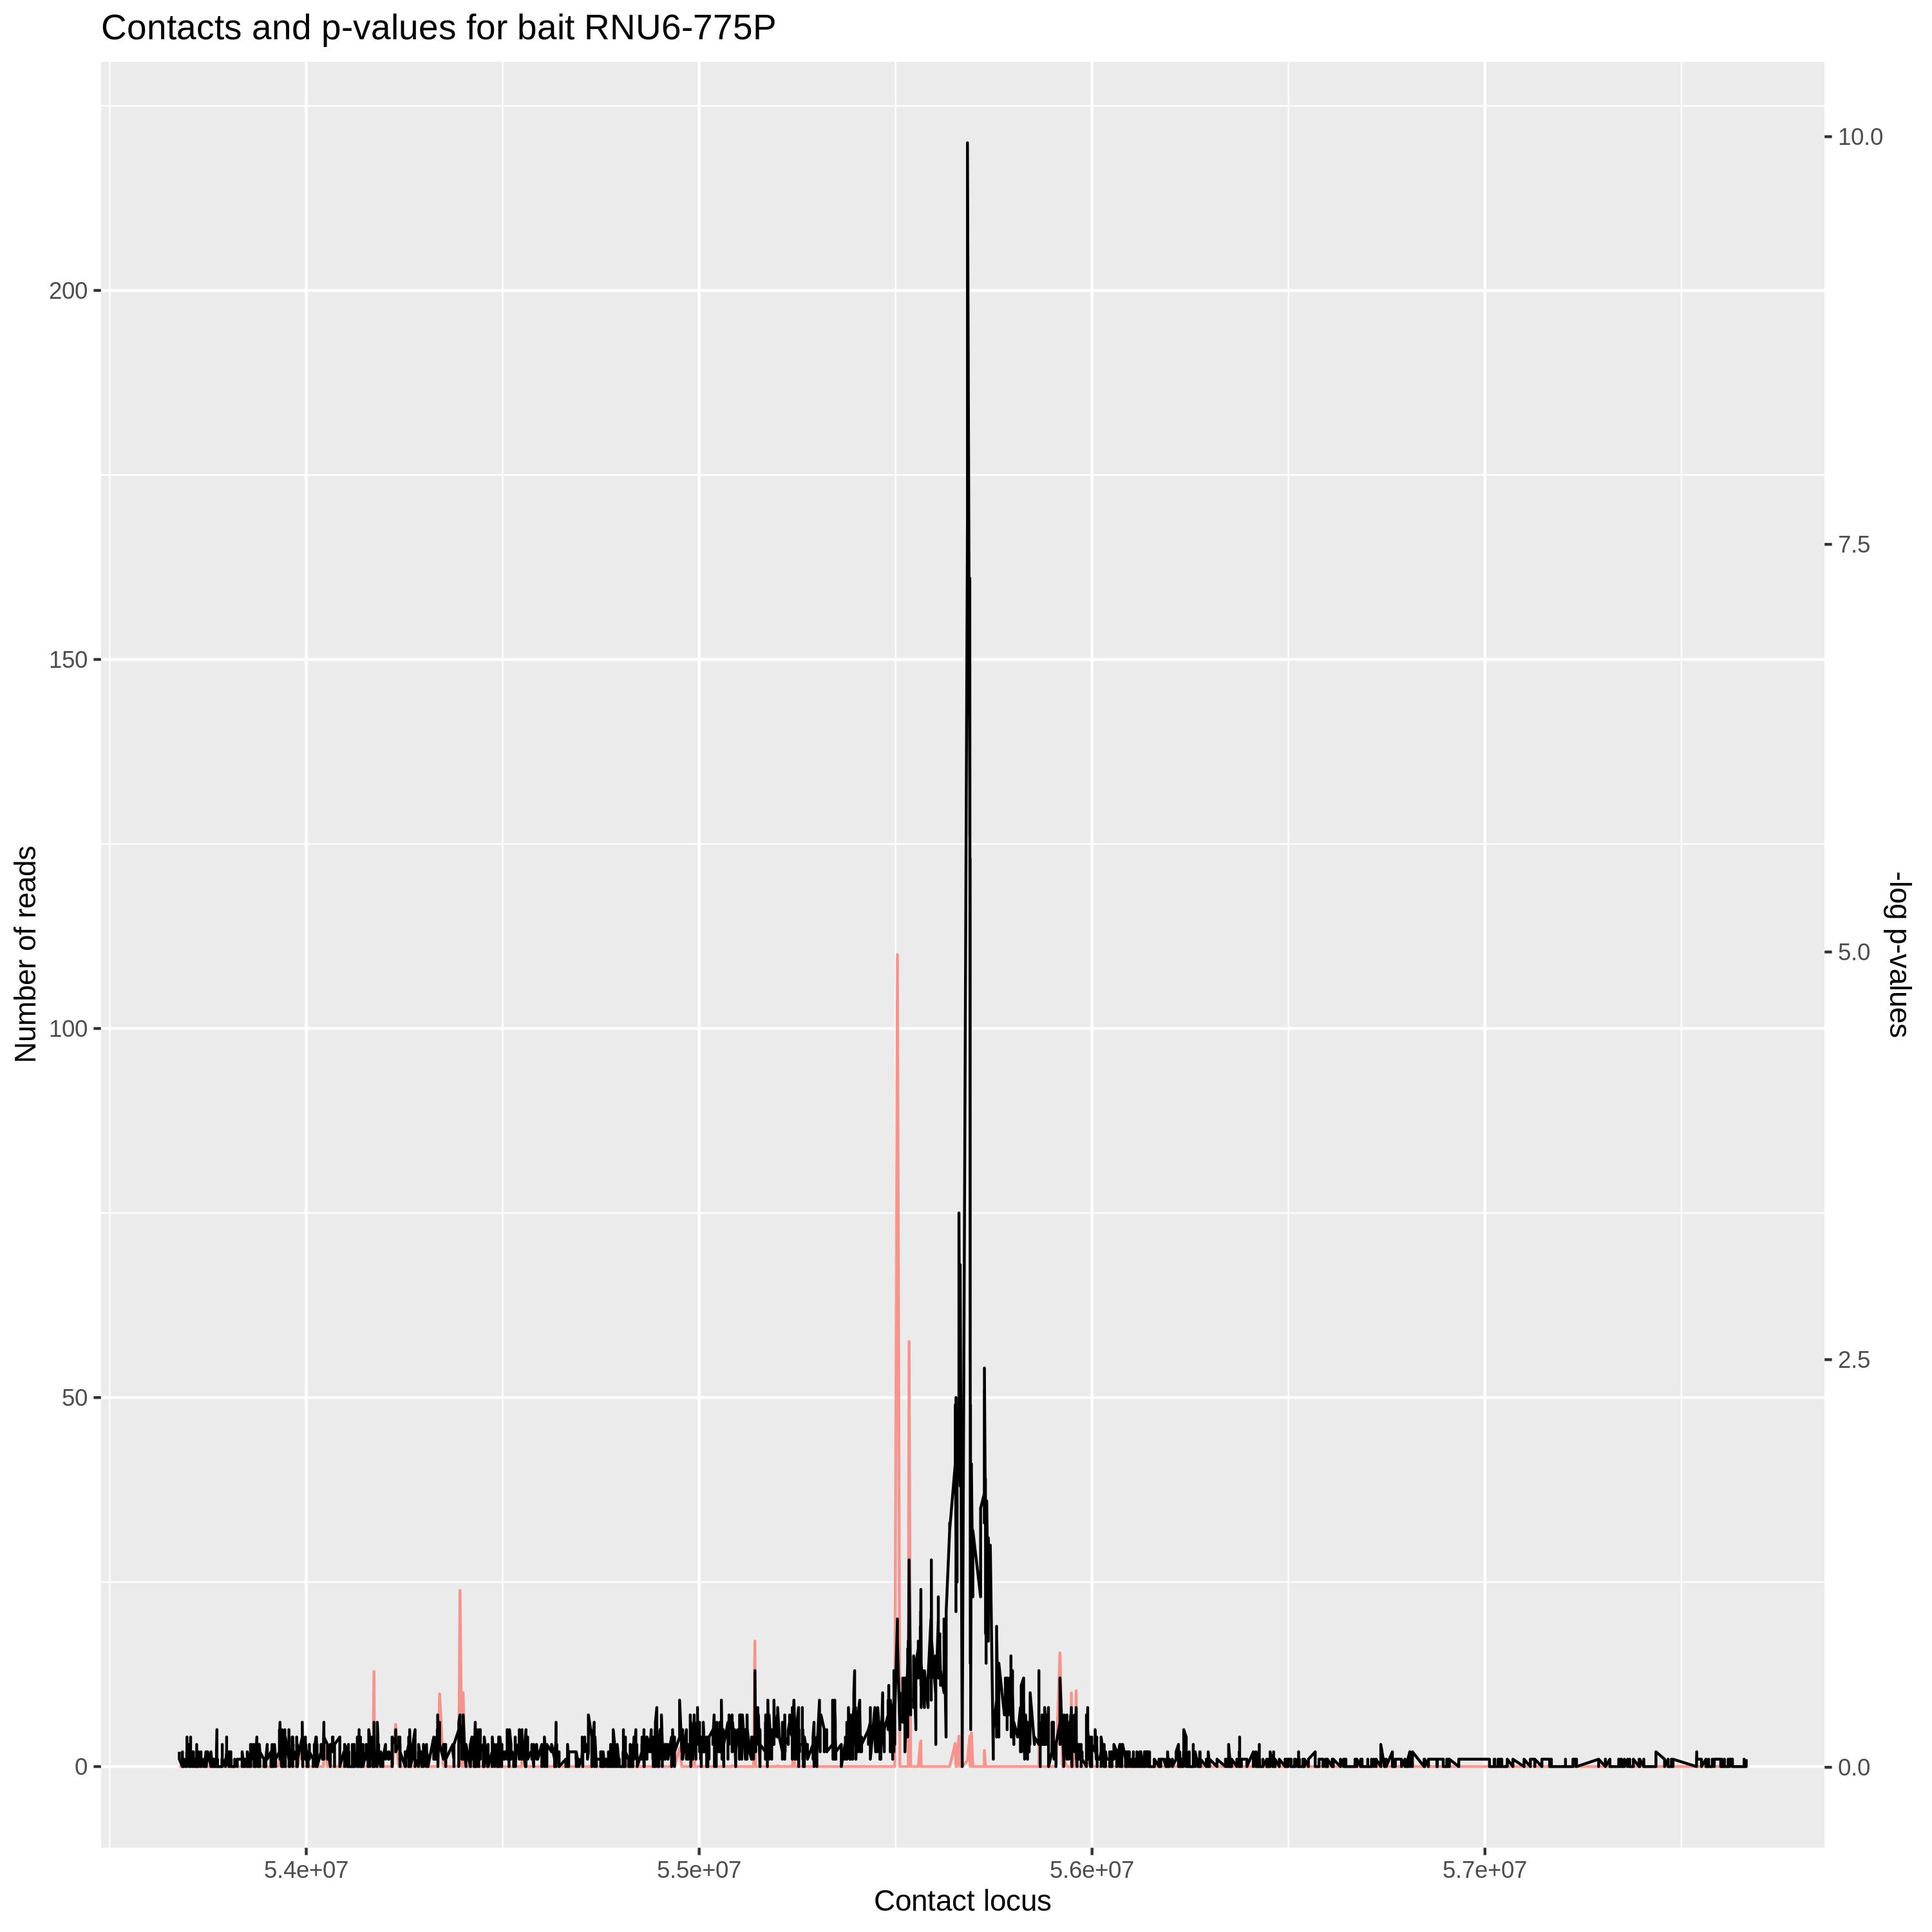 Contacts and p-values for bait RNU6-775P
200
150
100
50
0
Number of reads
10.0
7.5
5.0
2.5
0.0
-log p-values
5.4e+07
5.5e+07
5.6e+07
5.7e+07
Contact locus